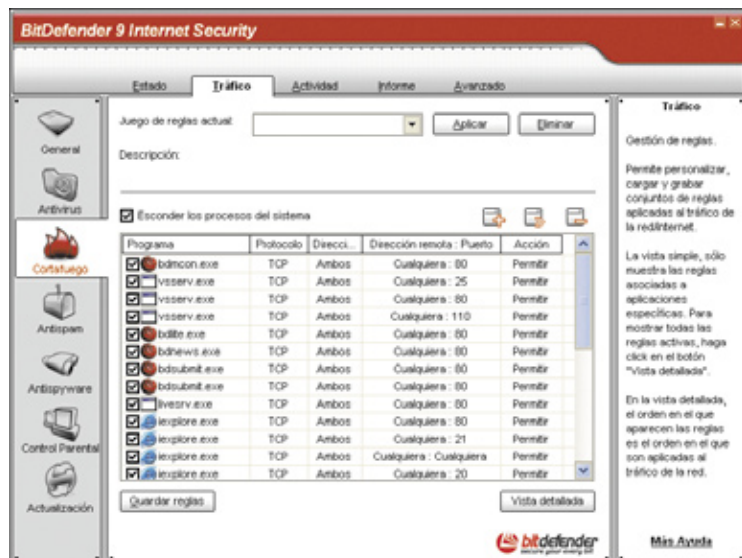 BitDefender 9 Internet Security
Estado Tráfico Actividad Informe Avanzado
General
Antivirus
Cortafuego
Antispam
Antispyware
Control Parental
Actualización
Juego de reglas actual:
Aplicar Eliminar
Descripción:
Esconder los procesos del sistema
Programa Protocolo Direcci... Dirección remota : Puerto Acción
bdmcon.exe TCP Ambos Cualquiera : 80 Permitir
vsserv.exe TCP Ambos Cualquiera : 25 Permitir
vsserv.exe TCP Ambos Cualquiera : 80 Permitir
vsserv.exe TCP Ambos Cualquiera : 110 Permitir
bdlite.exe TCP Ambos Cualquiera : 80 Permitir
bdnews.exe TCP Ambos Cualquiera : 80 Permitir
bdsubmit.exe TCP Ambos Cualquiera : 80 Permitir
bdsubmit.exe TCP Ambos Cualquiera : 80 Permitir
livesrv.exe TCP Ambos Cualquiera : 80 Permitir
iexplore.exe TCP Ambos Cualquiera : 80 Permitir
iexplore.exe TCP Ambos Cualquiera : 21 Permitir
iexplore.exe TCP Ambos Cualquiera : Cualquiera Permitir
iexplore.exe TCP Ambos Cualquiera : 20 Permitir
Guardar reglas Vista detallada
bitdefender
secure your every bit
Tráfico
Gestión de reglas.
Permite personalizar,
cargar y grabar
conjuntos de reglas
aplicadas al tráfico de
la red/internet.
La vista simple, sólo
muestra las reglas
asociadas a
aplicaciones
específicas. Para
mostrar todas las
reglas activas, haga
click en el botón
"Vista detallada".
En la vista detallada,
el orden en el que
aparecen las reglas
es el orden en el que
son aplicadas al
tráfico de la red.
Más Ayuda